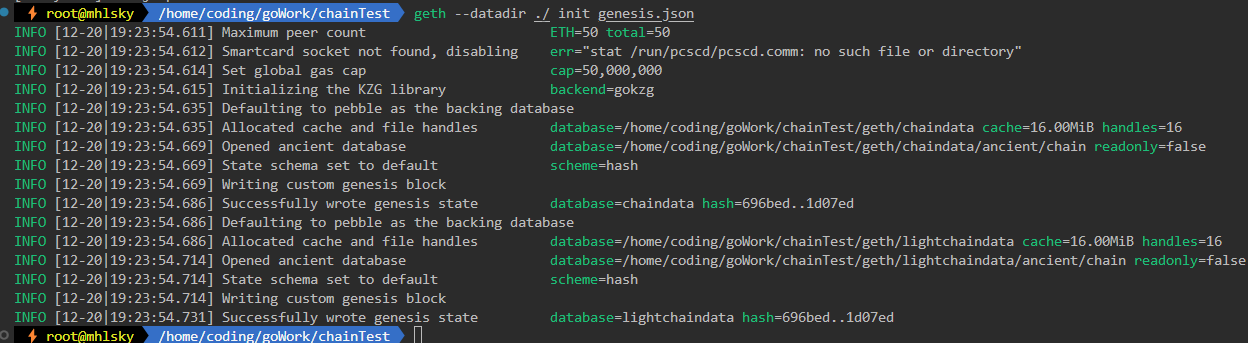 root@mhlsky /home/coding/goWork/chainTest geth --datadir ./ init genesis.json
INFO [12-20|19:23:54.611] Maximum peer count ETH=50 total=50
INFO [12-20|19:23:54.612] Smartcard socket not found, disabling err="stat /run/pcscd/pcscd.comm: no such file or directory"
INFO [12-20|19:23:54.614] Set global gas cap cap=50,000,000
INFO [12-20|19:23:54.615] Initializing the KZG library backend=gokzg
INFO [12-20|19:23:54.635] Defaulting to pebble as the backing database
INFO [12-20|19:23:54.635] Allocated cache and file handles database=/home/coding/goWork/chainTest/geth/chaindata cache=16.00MiB handles=16
INFO [12-20|19:23:54.669] Opened ancient database database=/home/coding/goWork/chainTest/geth/chaindata/ancient/chain readonly=false
INFO [12-20|19:23:54.669] State schema set to default scheme=hash
INFO [12-20|19:23:54.669] Writing custom genesis block
INFO [12-20|19:23:54.686] Successfully wrote genesis state database=chaindata hash=696bed..1d07ed
INFO [12-20|19:23:54.686] Defaulting to pebble as the backing database
INFO [12-20|19:23:54.686] Allocated cache and file handles database=/home/coding/goWork/chainTest/geth/lightchaindata cache=16.00MiB handles=16
INFO [12-20|19:23:54.714] Opened ancient database database=/home/coding/goWork/chainTest/geth/lightchaindata/ancient/chain readonly=false
INFO [12-20|19:23:54.714] State schema set to default scheme=hash
INFO [12-20|19:23:54.714] Writing custom genesis block
INFO [12-20|19:23:54.731] Successfully wrote genesis state database=lightchaindata hash=696bed..1d07ed
root@mhlsky /home/coding/goWork/chainTest